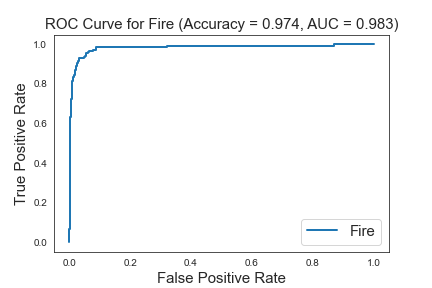 ROC Curve for Fire (Accuracy = 0.974, AUC = 0.983)
1.0
0.8
0.6
0.4
0.2
0.0
True Positive Rate
Fire
0.0 0.2 0.4 0.6 0.8 1.0
False Positive Rate